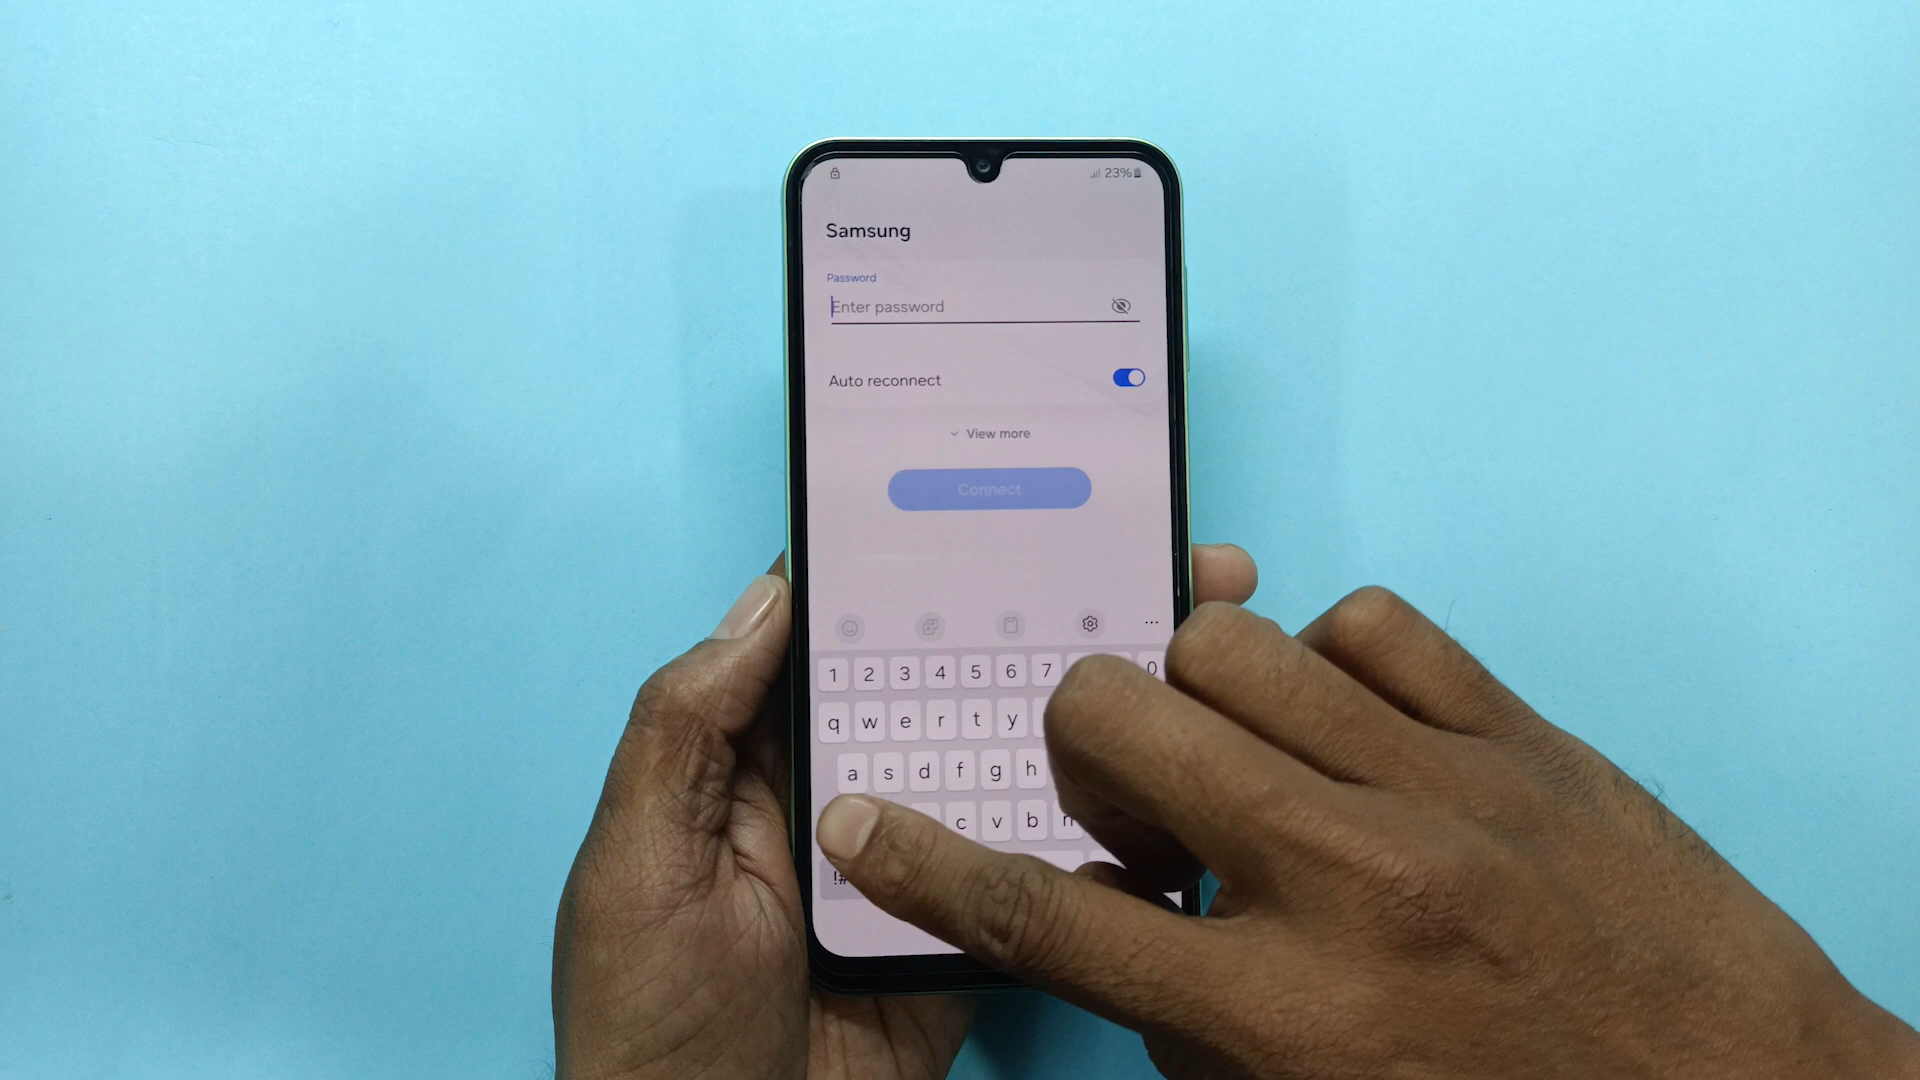 23%
Samsung
Password
Enter password
Auto reconnect
View more
Connect
1 2 3 4 5 6 7 0
q w e r t y
a s d f g h
c v b n
!#